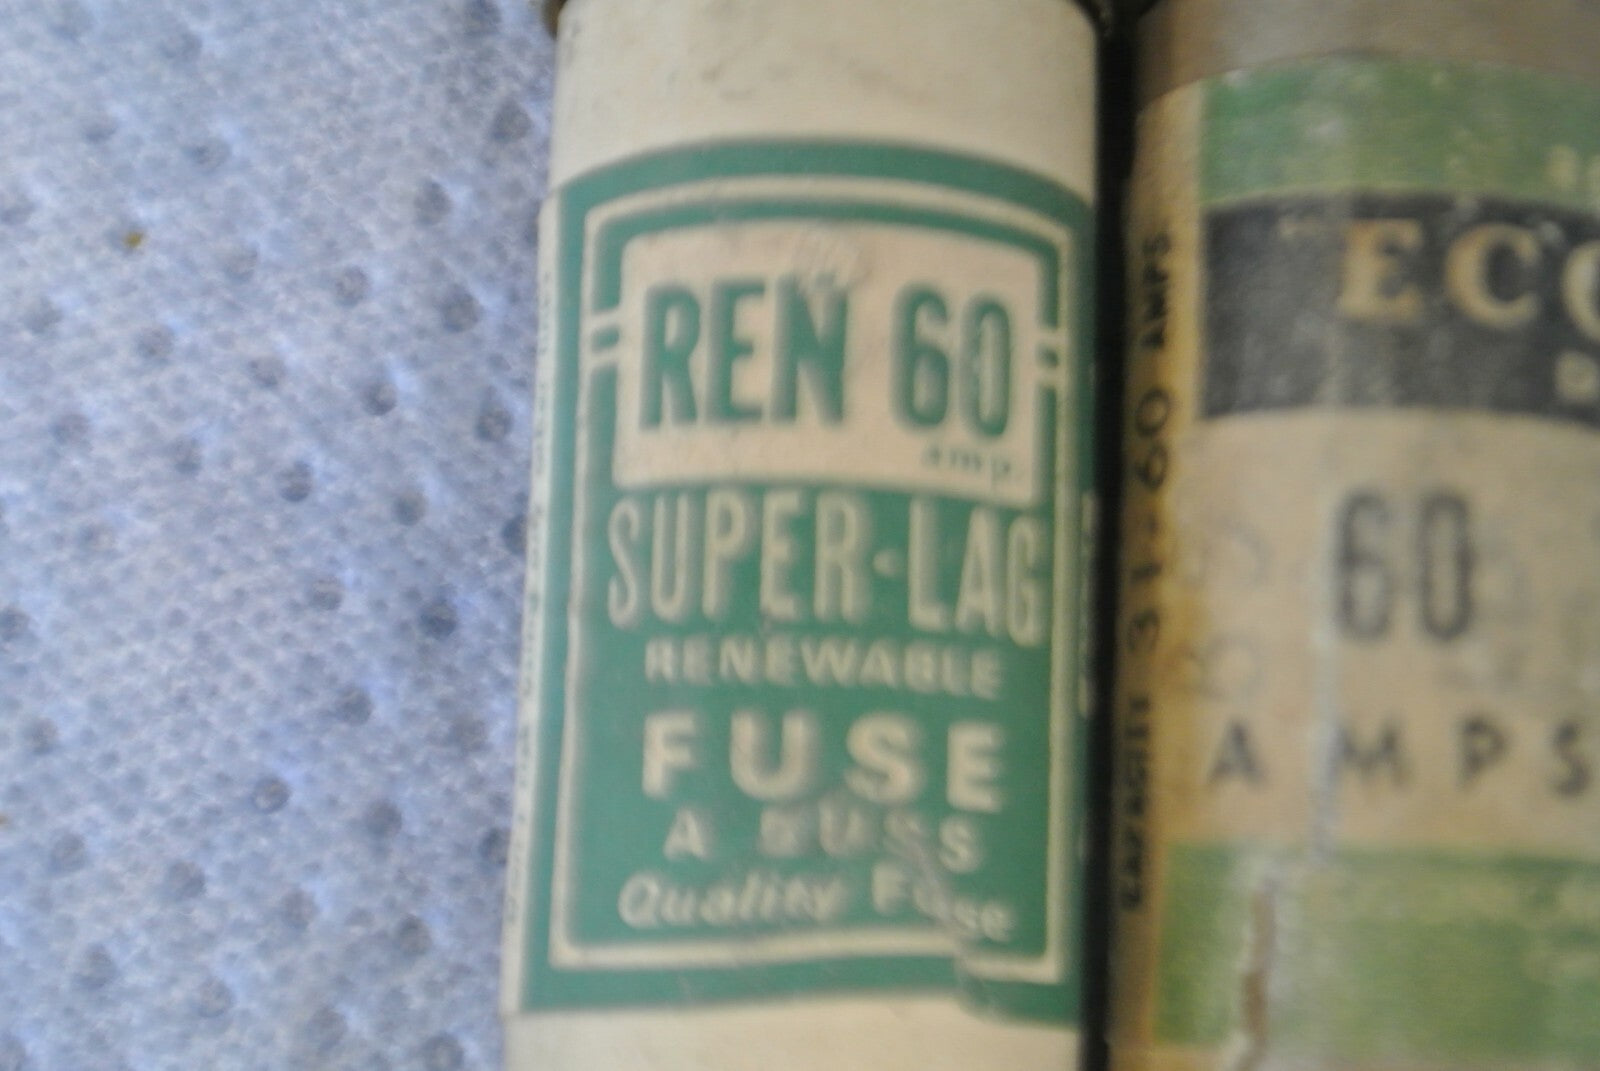 REN 60
amp.
SUPER-LAG
RENEWABLE
FUSE
A BUSS
Quality Fuse
CAPACITY 31-60 AMPS
ECO
60
AMPS